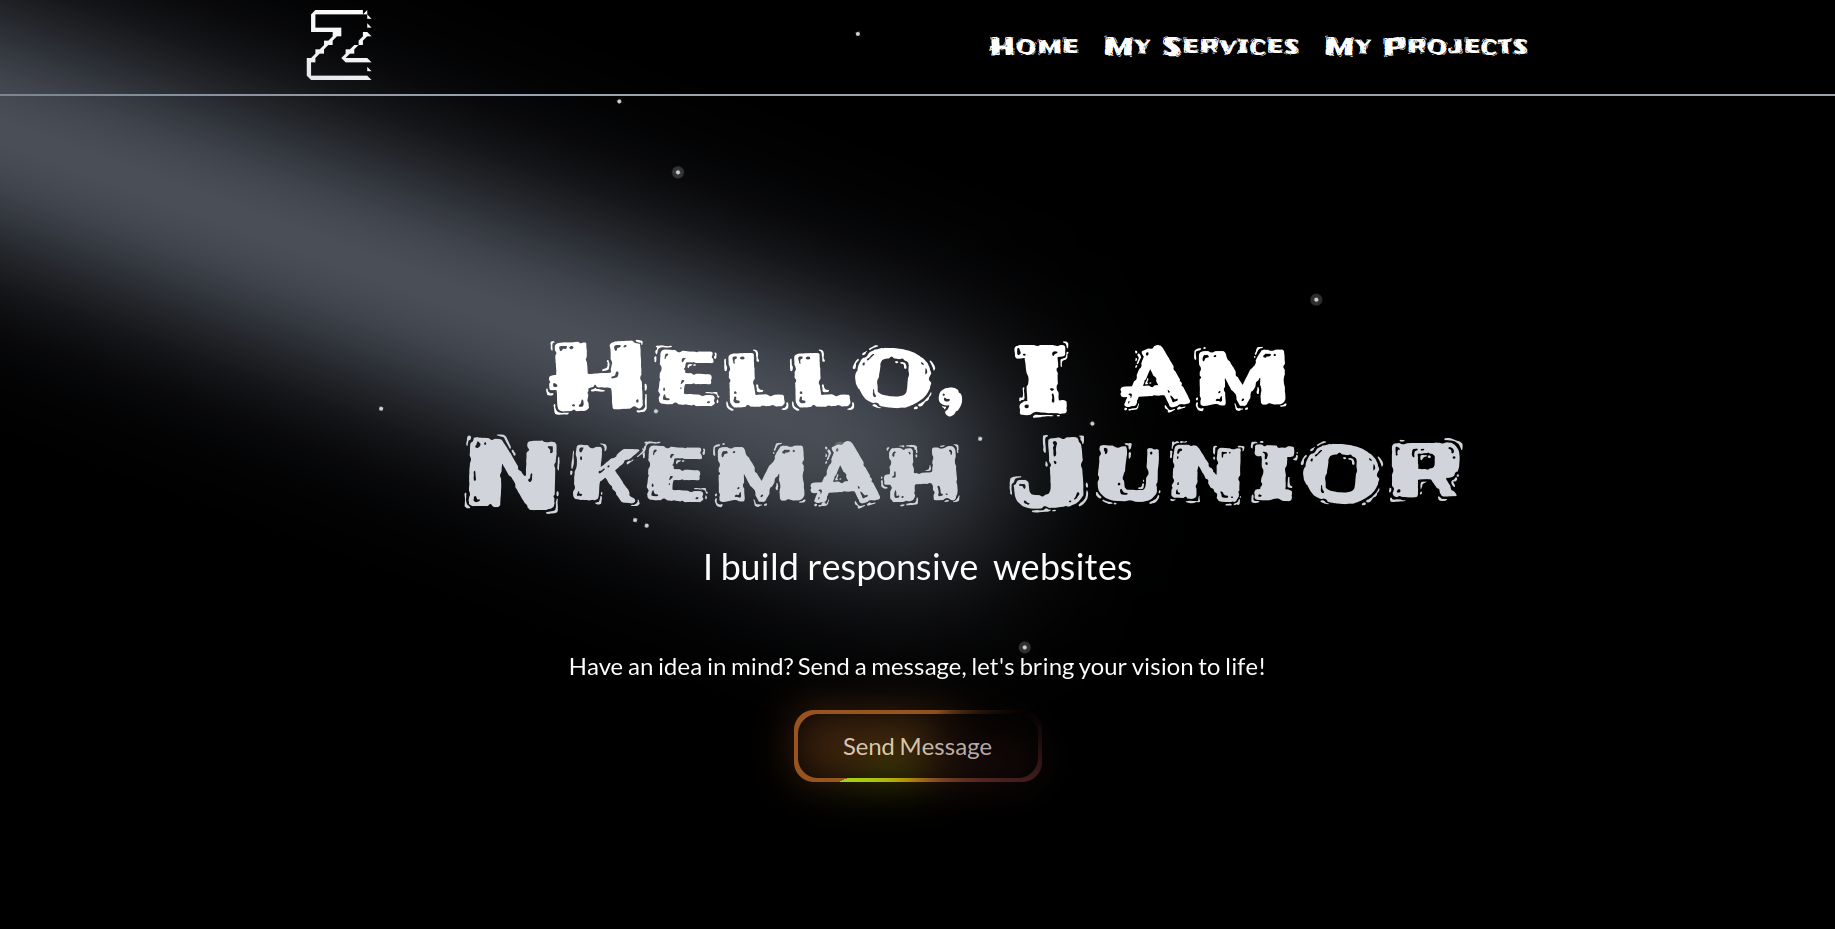 Z
Home My Services My Projects
Hello, I am
Nkemah Junior
I build responsive websites
Have an idea in mind? Send a message, let's bring your vision to life!
Send Message